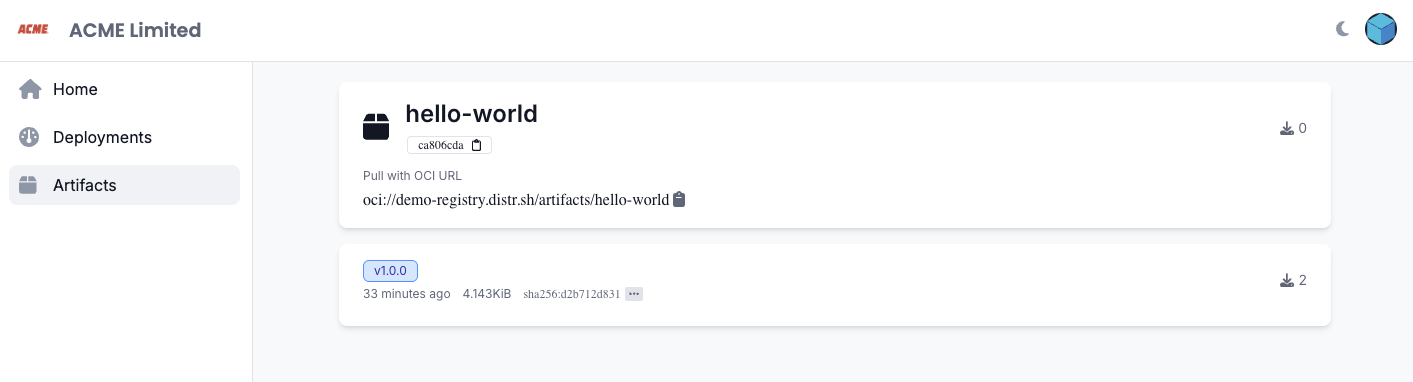 ACME ACME Limited
Home
Deployments
Artifacts
hello-world
0
ca806cda
Pull with OCI URL
oci://demo-registry.distr.sh/artifacts/hello-world
v1.0.0
2
33 minutes ago 4.143KiB sha256:d2b712d831 ···